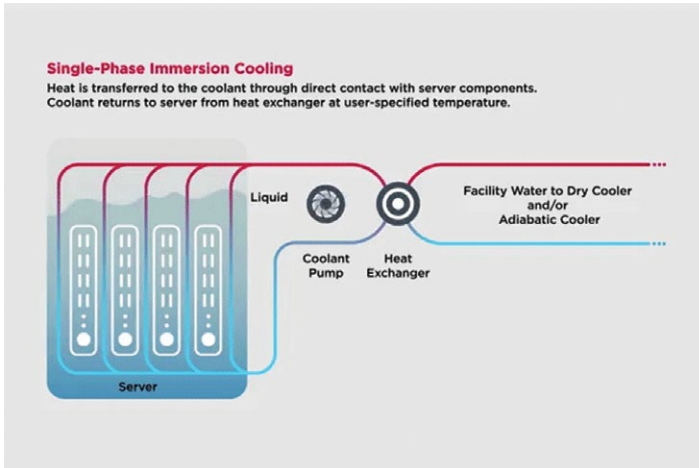 Single-Phase Immersion Cooling
Heat is transferred to the coolant through direct contact with server components.
Coolant returns to server from heat exchanger at user-specified temperature.
Liquid
Facility Water to Dry Cooler
and/or
Adiabatic Cooler
Coolant
Pump
Heat
Exchanger
Server